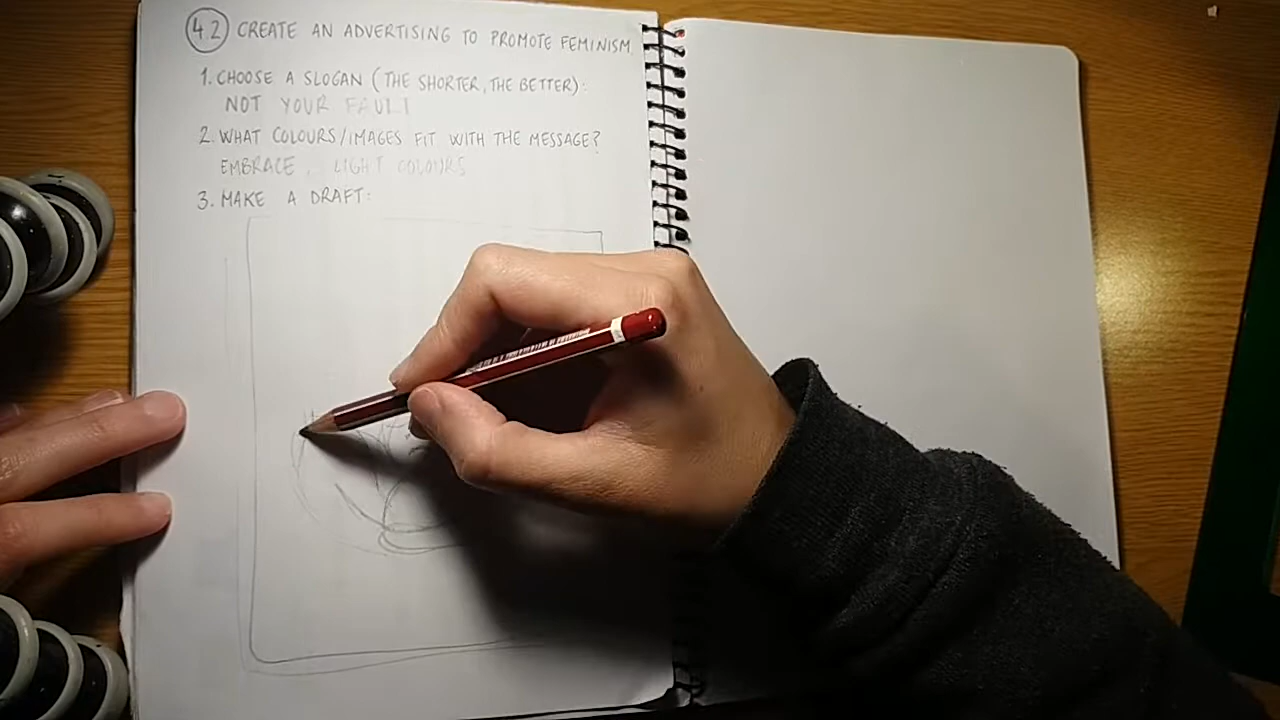 4.2 CREATE AN ADVERTISING TO PROMOTE FEMINISM
1. CHOOSE A SLOGAN (THE SHORTER, THE BETTER):
NOT YOUR FAULT
2. WHAT COLOURS/IMAGES FIT WITH THE MESSAGE?
EMBRACE, LIGHT COLOURS
3. MAKE A DRAFT: